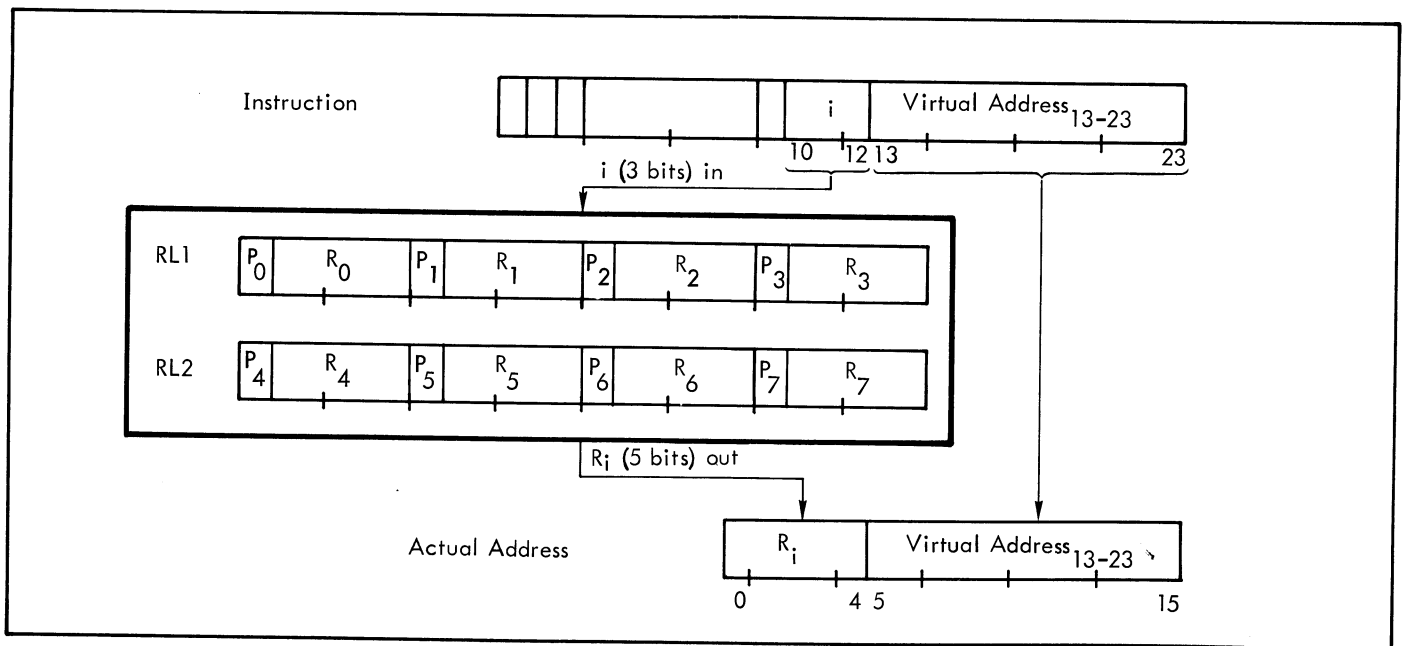 Instruction
i Virtual Address13-23
10 12 13 23
i (3 bits) in
RL1 P0 R0 P1 R1 P2 R2 P3 R3
RL2 P4 R4 P5 R5 P6 R6 P7 R7
Ri (5 bits) out
Actual Address Ri Virtual Address13-23
0 4 5 15